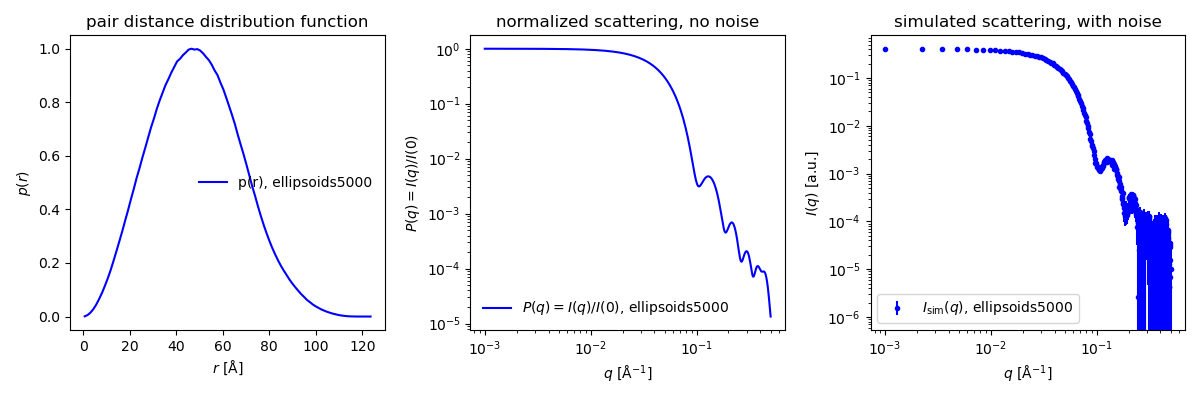 pair distance distribution function
p(r)
1.0
0.8
0.6
0.4
0.2
0.0
p(r), ellipsoids5000
0 20 40 60 80 100 120
r [Å]
normalized scattering, no noise
P(q) = I(q)/I(0)
10⁰
10⁻¹
10⁻²
10⁻³
10⁻⁴
10⁻⁵
P(q) = I(q)/I(0), ellipsoids5000
10⁻³ 10⁻² 10⁻¹
q [Å⁻¹]
simulated scattering, with noise
I(q) [a.u.]
10⁻¹
10⁻²
10⁻³
10⁻⁴
10⁻⁵
10⁻⁶
I_sim(q), ellipsoids5000
10⁻³ 10⁻² 10⁻¹
q [Å⁻¹]